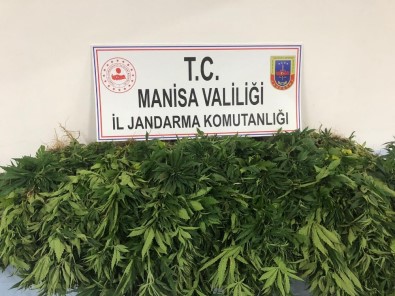 T.C.
MANİSA VALİLİĞİ
İL JANDARMA KOMUTANLIĞI